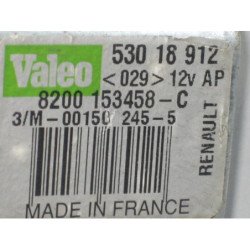 Valeo
530 18 912
<029> 12v AP
8200 153458-C
3/M-00150 245-5
RENAULT
MADE IN FRANCE